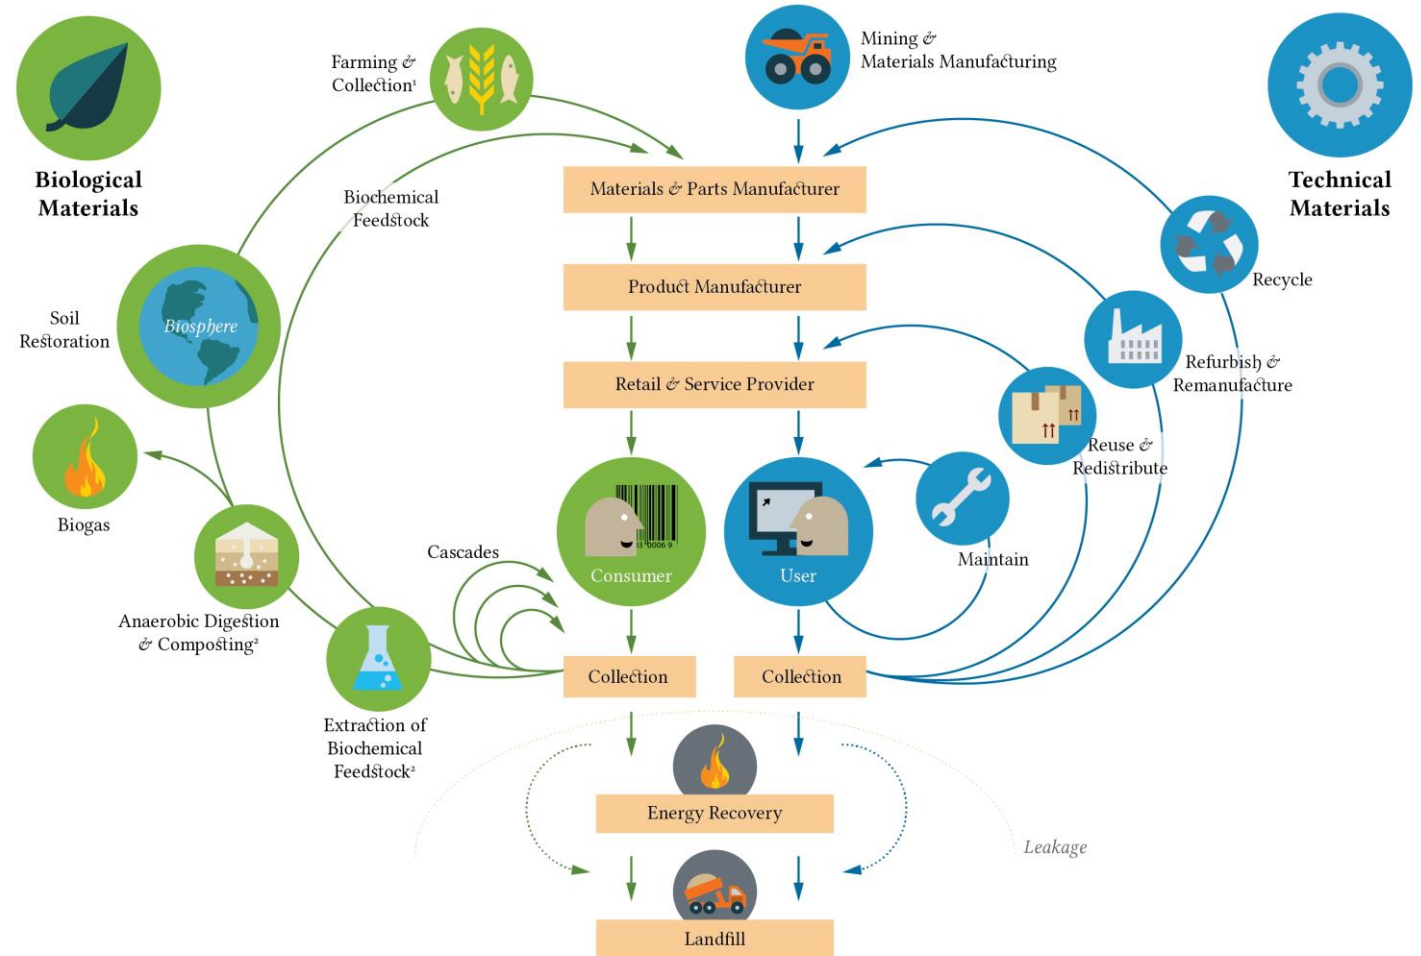 Biological
Materials
Farming &
Collection¹
Mining &
Materials Manufacturing
Technical
Materials
Biochemical
Feedstock
Materials & Parts Manufacturer
Product Manufacturer
Retail & Service Provider
Recycle
Refurbish &
Remanufacture
Reuse &
Redistribute
Maintain
Soil
Restoration
Biosphere
Biogas
Anaerobic Digestion
& Composting²
Cascades
Consumer
User
Extraction of
Biochemical
Feedstock²
Collection
Collection
Energy Recovery
Leakage
Landfill